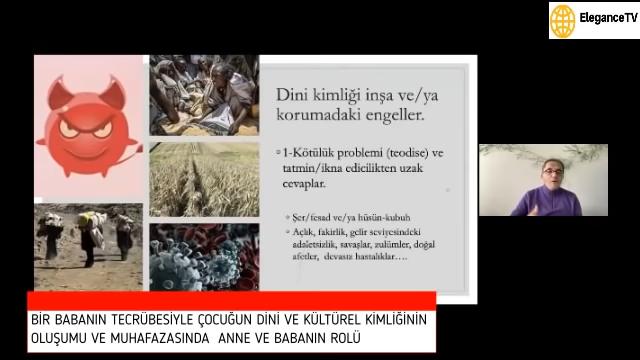 EleganceTV
Dini kimliği inşa ve/ya
korumadaki engeller.
1-Kötülük problemi (teodise) ve
tatmin/ikna edicilikten uzak
cevaplar.
Şer/fesad ve/ya hüsün-kubuh
Açlık, fakirlik, gelir seviyesindeki
adaletsizlik, savaşlar, zulümler, doğal
afetler, devasız hastalıklar….
BİR BABANIN TECRÜBESİYLE ÇOCUĞUN DİNİ VE KÜLTÜREL KİMLİĞİNİN
OLUŞUMU VE MUHAFAZASINDA ANNE VE BABANIN ROLÜ